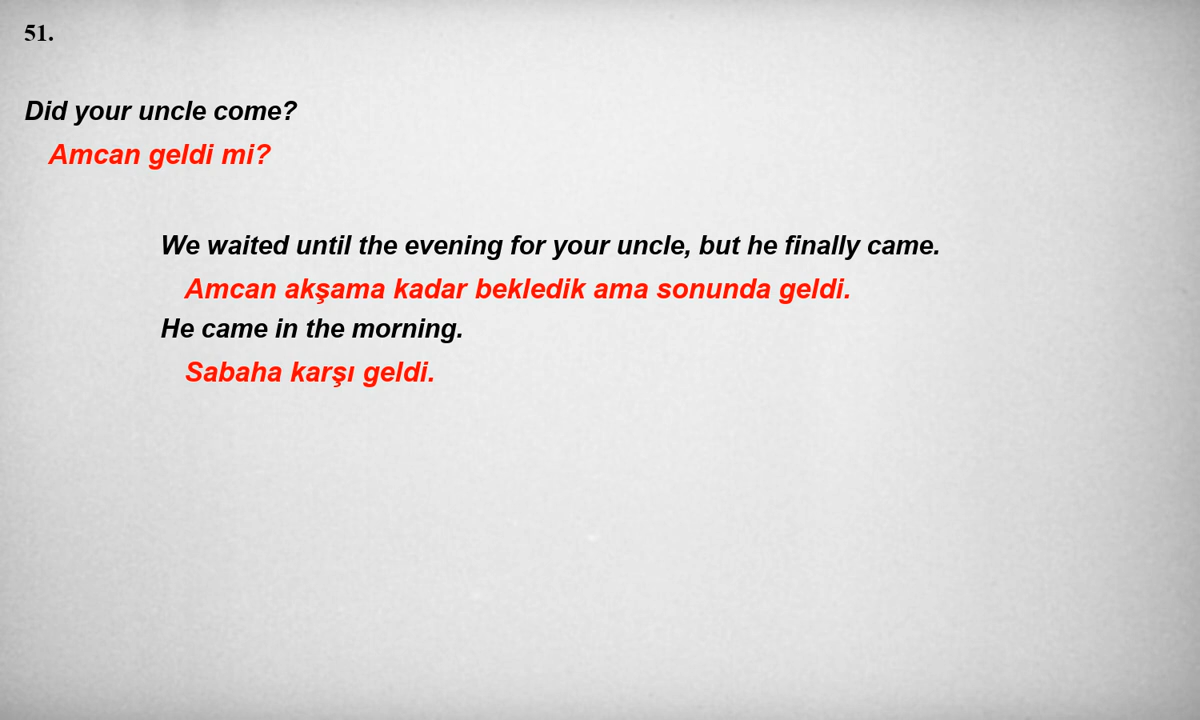 51.
Did your uncle come?
Amcan geldi mi?
We waited until the evening for your uncle, but he finally came.
Amcan akşama kadar bekledik ama sonunda geldi.
He came in the morning.
Sabaha karşı geldi.